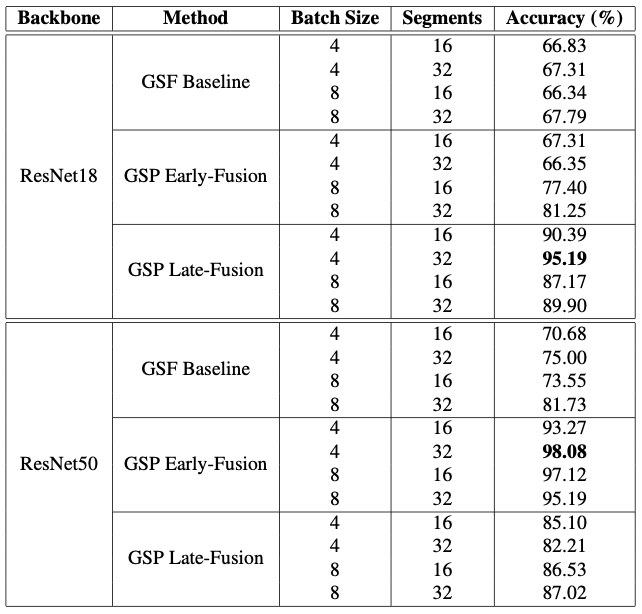 Backbone Method Batch Size Segments Accuracy (%)
4 16 66.83
4 32 67.31
GSF Baseline
8 16 66.34
8 32 67.79
4 16 67.31
4 32 66.35
ResNet18 GSP Early-Fusion
8 16 77.40
8 32 81.25
4 16 90.39
4 32 95.19
GSP Late-Fusion
8 16 87.17
8 32 89.90
4 16 70.68
4 32 75.00
GSF Baseline
8 16 73.55
8 32 81.73
4 16 93.27
4 32 98.08
ResNet50 GSP Early-Fusion
8 16 97.12
8 32 95.19
4 16 85.10
4 32 82.21
GSP Late-Fusion
8 16 86.53
8 32 87.02